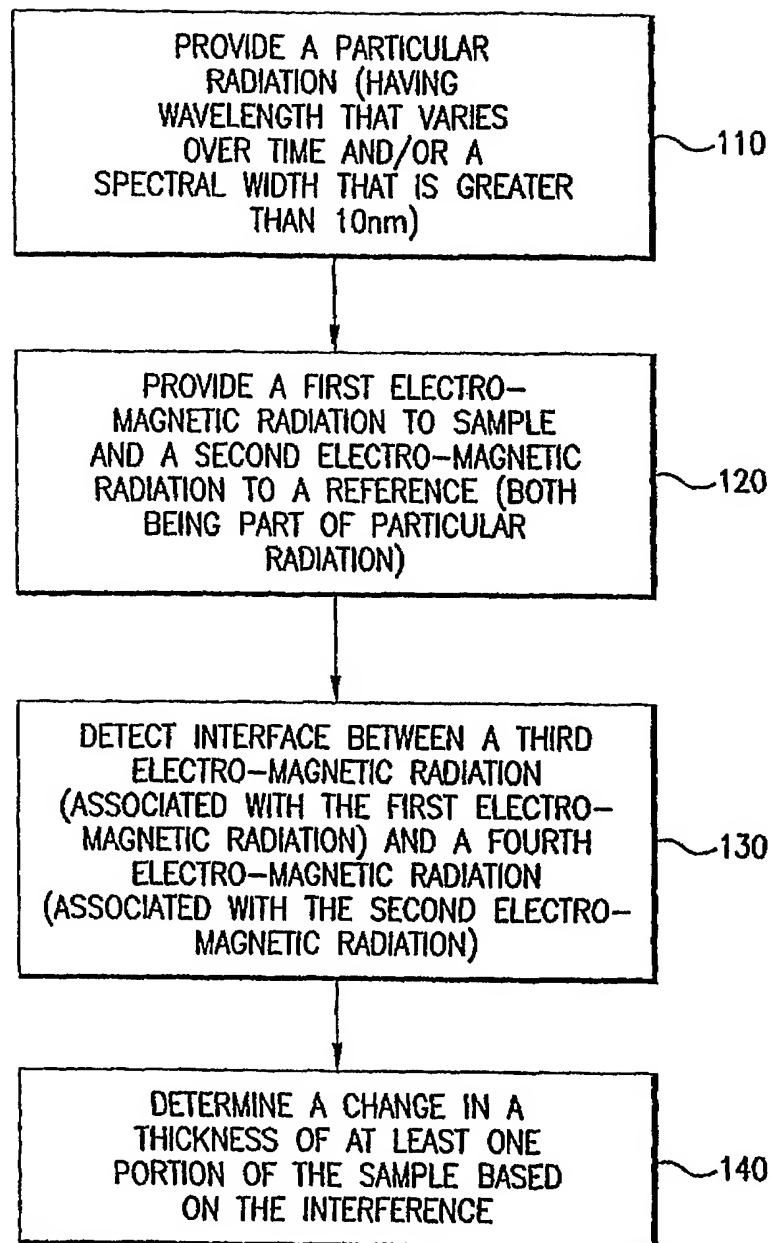 PROVIDE A PARTICULAR
RADIATION (HAVING
WAVELENGTH THAT VARIES
OVER TIME AND/OR A
SPECTRAL WIDTH THAT IS GREATER
THAN 10nm)
110
PROVIDE A FIRST ELECTRO-
MAGNETIC RADIATION TO SAMPLE
AND A SECOND ELECTRO-MAGNETIC
RADIATION TO A REFERENCE (BOTH
BEING PART OF PARTICULAR
RADIATION)
120
DETECT INTERFACE BETWEEN A THIRD
ELECTRO-MAGNETIC RADIATION
(ASSOCIATED WITH THE FIRST ELECTRO-
MAGNETIC RADIATION) AND A FOURTH
ELECTRO-MAGNETIC RADIATION
(ASSOCIATED WITH THE SECOND ELECTRO-
MAGNETIC RADIATION)
130
DETERMINE A CHANGE IN A
THICKNESS OF AT LEAST ONE
PORTION OF THE SAMPLE BASED
ON THE INTERFERENCE
140